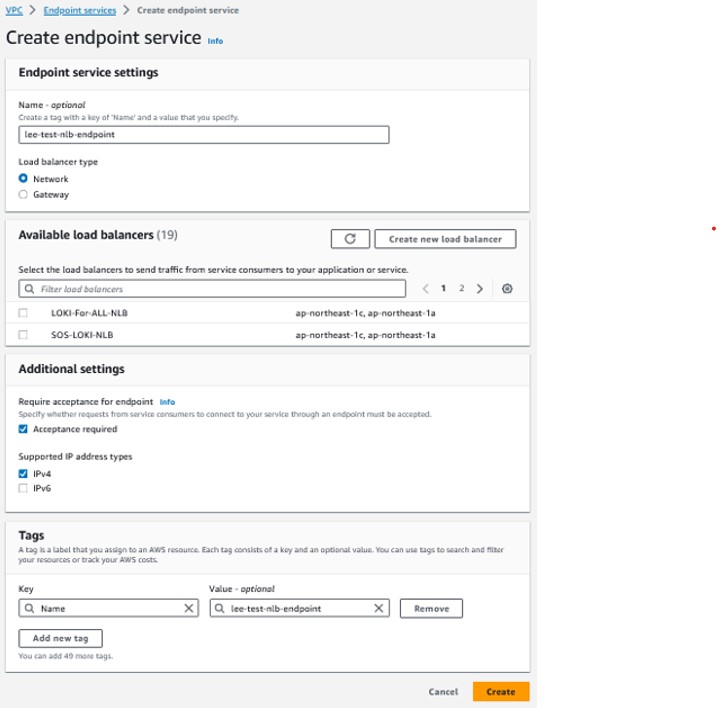 VPC > Endpoint services > Create endpoint service
Create endpoint service Info
Endpoint service settings
Name - optional
Create a tag with a key of 'Name' and a value that you specify.
lee-test-nlb-endpoint
Load balancer type
Network
Gateway
Available load balancers (19)
Create new load balancer
Select the load balancers to send traffic from service consumers to your application or service.
Filter load balancers
1 2
LOKI-For-ALL-NLB ap-northeast-1c, ap-northeast-1a
SOS-LOKI-NLB ap-northeast-1c, ap-northeast-1a
Additional settings
Require acceptance for endpoint Info
Specify whether requests from service consumers to connect to your service through an endpoint must be accepted.
Acceptance required
Supported IP address types
IPv4
IPv6
Tags
A tag is a label that you assign to an AWS resource. Each tag consists of a key and an optional value. You can use tags to search and filter
your resources or track your AWS costs.
Key Value - optional
Name lee-test-nlb-endpoint Remove
Add new tag
You can add 49 more tags.
Cancel Create